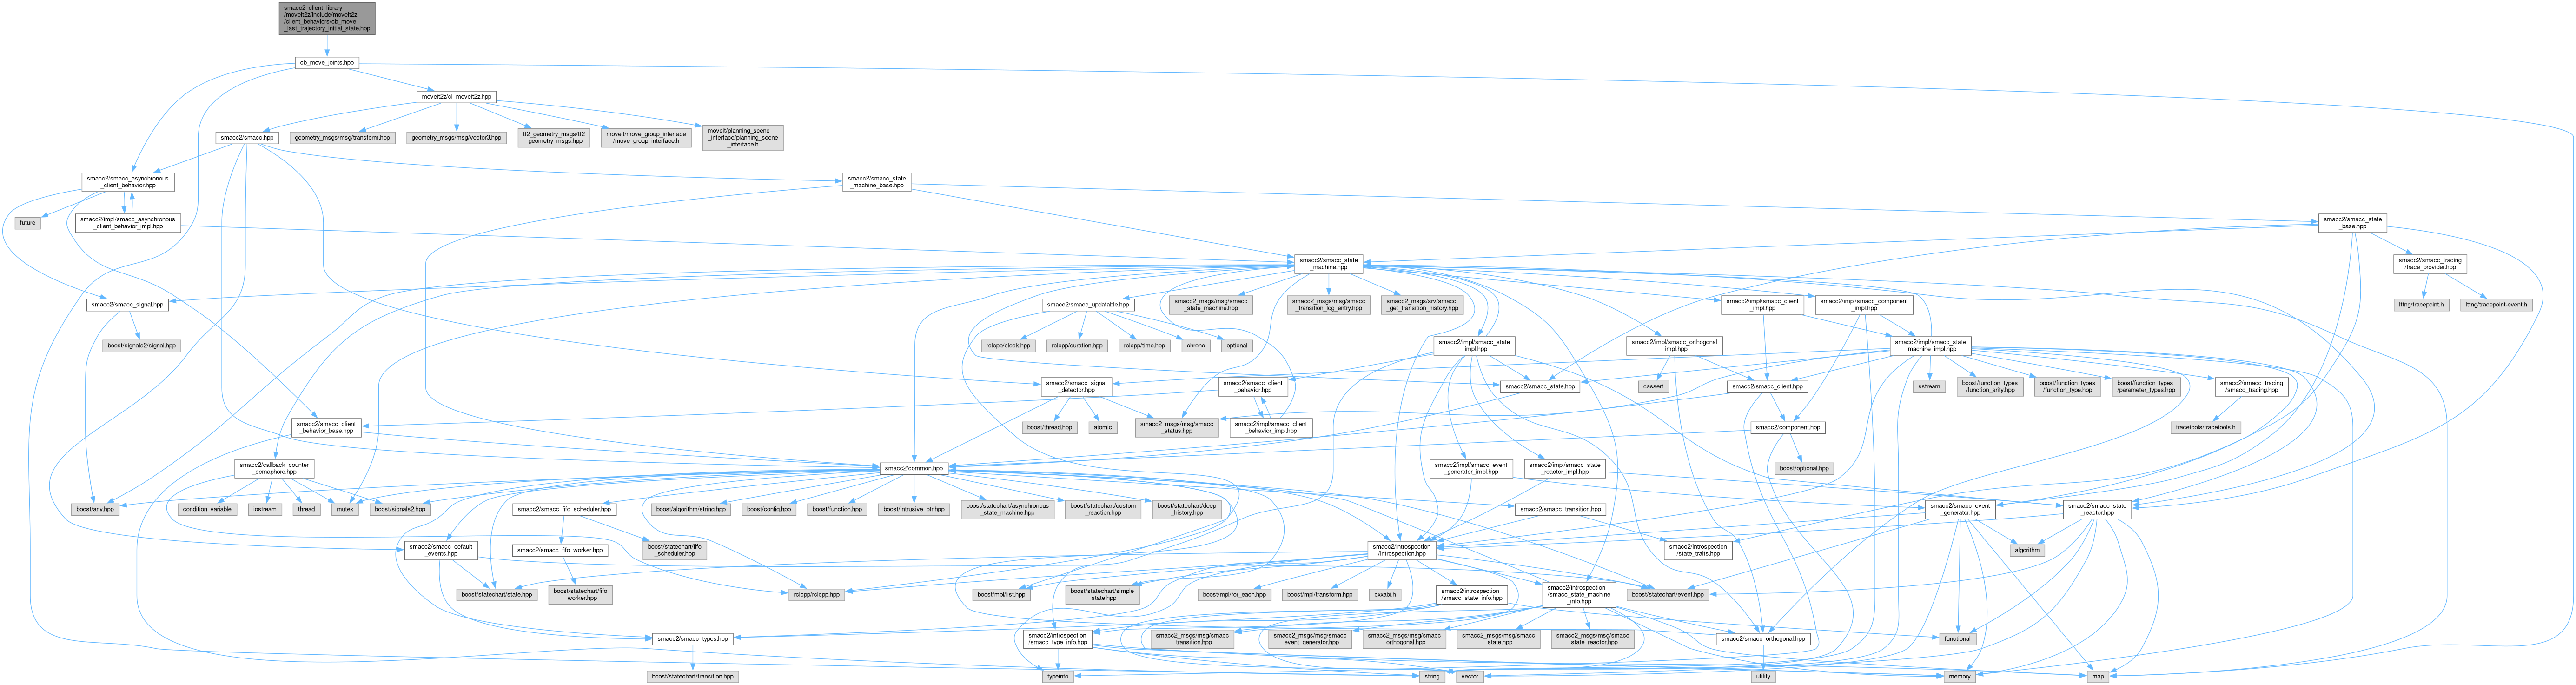 smacc2_client_library
/moveit2z/include/moveit2z
/client_behaviors/cb_move
_last_trajectory_initial_state.hpp
cb_move_joints.hpp
moveit2z/cl_moveit2z.hpp
smacc2/smacc.hpp
geometry_msgs/msg/transform.hpp
geometry_msgs/msg/vector3.hpp
tf2_geometry_msgs/tf2
_geometry_msgs.hpp
moveit/move_group_interface
/move_group_interface.h
moveit/planning_scene
_interface/planning_scene
_interface.h
smacc2/smacc_asynchronous
_client_behavior.hpp
smacc2/smacc_state
_machine_base.hpp
future
smacc2/impl/smacc_asynchronous
_client_behavior_impl.hpp
smacc2/smacc_state
_base.hpp
smacc2/smacc_state
_machine.hpp
smacc2/smacc_tracing
/trace_provider.hpp
smacc2/smacc_signal.hpp
smacc2/smacc_updatable.hpp
smacc2_msgs/msg/smacc
_state_machine.hpp
smacc2_msgs/msg/smacc
_transition_log_entry.hpp
smacc2_msgs/srv/smacc
_get_transition_history.hpp
smacc2/impl/smacc_client
_impl.hpp
smacc2/impl/smacc_component
_impl.hpp
lttng/tracepoint.h
lttng/tracepoint-event.h
boost/signals2/signal.hpp
rclcpp/clock.hpp
rclcpp/duration.hpp
rclcpp/time.hpp
chrono
optional
smacc2/impl/smacc_state
_impl.hpp
smacc2/impl/smacc_orthogonal
_impl.hpp
smacc2/impl/smacc_state
_machine_impl.hpp
smacc2/smacc_signal
_detector.hpp
smacc2/smacc_client
_behavior.hpp
smacc2/smacc_state.hpp
cassert
smacc2/smacc_client.hpp
sstream
boost/function_types
/function_arity.hpp
boost/function_types
/function_type.hpp
boost/function_types
/parameter_types.hpp
smacc2/smacc_tracing
/smacc_tracing.hpp
smacc2/smacc_client
_behavior_base.hpp
boost/thread.hpp
atomic
smacc2_msgs/msg/smacc
_status.hpp
smacc2/impl/smacc_client
_behavior_impl.hpp
smacc2/component.hpp
tracetools/tracetools.h
smacc2/callback_counter
_semaphore.hpp
smacc2/common.hpp
smacc2/impl/smacc_event
_generator_impl.hpp
smacc2/impl/smacc_state
_reactor_impl.hpp
boost/optional.hpp
boost/any.hpp
condition_variable
iostream
thread
mutex
boost/signals2.hpp
smacc2/smacc_fifo_scheduler.hpp
boost/algorithm/string.hpp
boost/config.hpp
boost/function.hpp
boost/intrusive_ptr.hpp
boost/statechart/asynchronous
_state_machine.hpp
boost/statechart/custom
_reaction.hpp
boost/statechart/deep
_history.hpp
smacc2/smacc_transition.hpp
smacc2/smacc_event
_generator.hpp
smacc2/smacc_state
_reactor.hpp
smacc2/smacc_default
_events.hpp
smacc2/smacc_fifo_worker.hpp
boost/statechart/fifo
_scheduler.hpp
smacc2/introspection
/introspection.hpp
smacc2/introspection
/state_traits.hpp
algorithm
boost/statechart/state.hpp
boost/statechart/fifo
_worker.hpp
rclcpp/rclcpp.hpp
boost/mpl/list.hpp
boost/statechart/simple
_state.hpp
boost/mpl/for_each.hpp
boost/mpl/transform.hpp
cxxabi.h
smacc2/introspection
/smacc_state_info.hpp
smacc2/introspection
/smacc_state_machine
_info.hpp
boost/statechart/event.hpp
smacc2/smacc_types.hpp
smacc2/introspection
/smacc_type_info.hpp
smacc2_msgs/msg/smacc
_transition.hpp
smacc2_msgs/msg/smacc
_event_generator.hpp
smacc2_msgs/msg/smacc
_orthogonal.hpp
smacc2_msgs/msg/smacc
_state.hpp
smacc2_msgs/msg/smacc
_state_reactor.hpp
smacc2/smacc_orthogonal.hpp
functional
boost/statechart/transition.hpp
typeinfo
string
vector
utility
memory
map